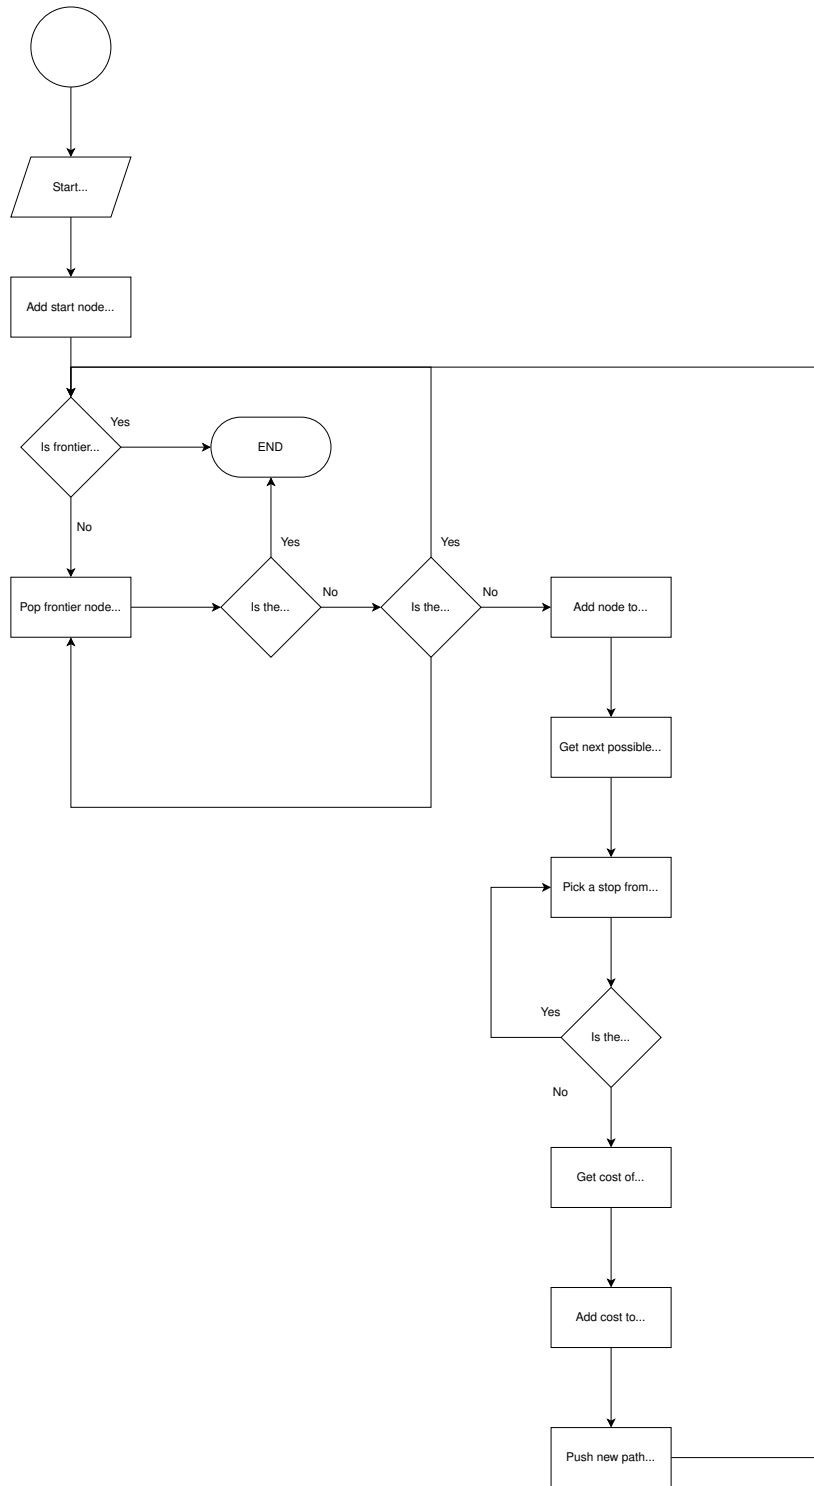 Start...
Add start node...
Is frontier...
Yes
END
No
Pop frontier node...
Is the...
Yes
No
Is the...
Yes
No
Add node to...
Get next possible...
Pick a stop from...
Yes
Is the...
No
Get cost of...
Add cost to...
Push new path...